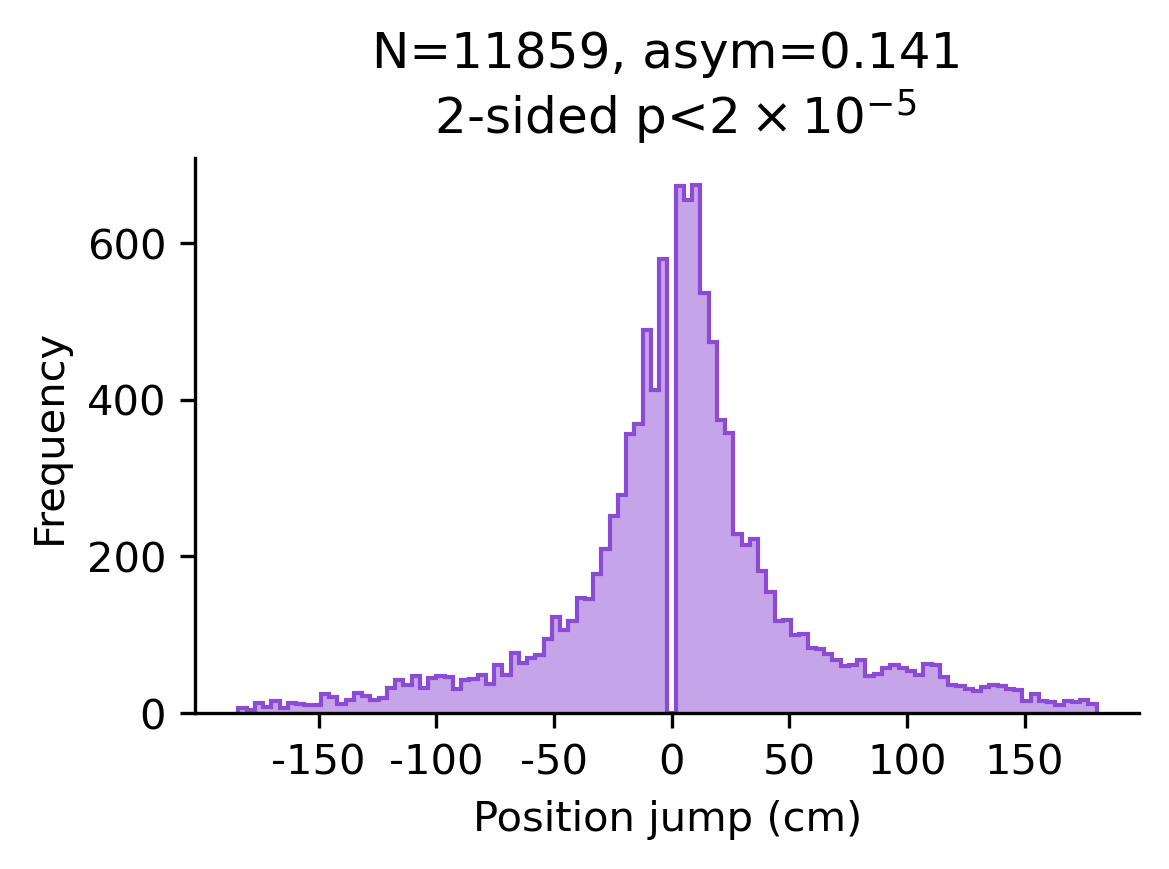 N=11859, asym=0.141
2-sided p<2 × 10⁻⁵
Frequency
600
400
200
0
-150 -100 -50 0 50 100 150
Position jump (cm)